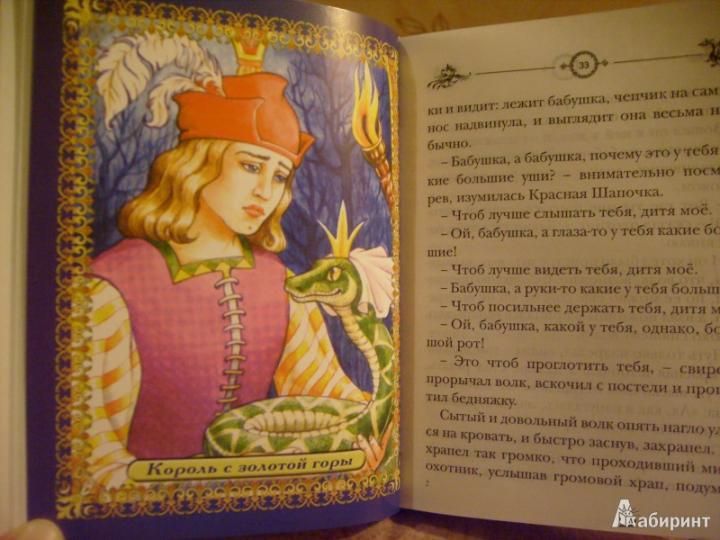 Король с золотой горы
33
ки и видит: лежит бабушка, чепчик на сам
нос надвинула, и выглядит она весьма н
бычно.
– Бабушка, а бабушка, почему это у тебя
кие большие уши? – внимательно посм
рев, изумилась Красная Шапочка.
– Чтоб лучше слышать тебя, дитя моё.
– Ой, бабушка, а глаза-то у тебя какие бо
шие!
– Чтоб лучше видеть тебя, дитя моё.
– Бабушка, а руки-то какие у тебя больш
– Чтоб посильнее держать тебя, дитя м
– Ой, бабушка, какой у тебя, однако, бо
шой рот!
– Это чтоб проглотить тебя, – свире
прорычал волк, вскочил с постели и про
тил бедняжку.
Сытый и довольный волк опять нагло ул
ся на кровать, и быстро заснув, захрапел.
храпел так громко, что проходивший ми
охотник, услышав громовой храп, подум
2
Лабиринт